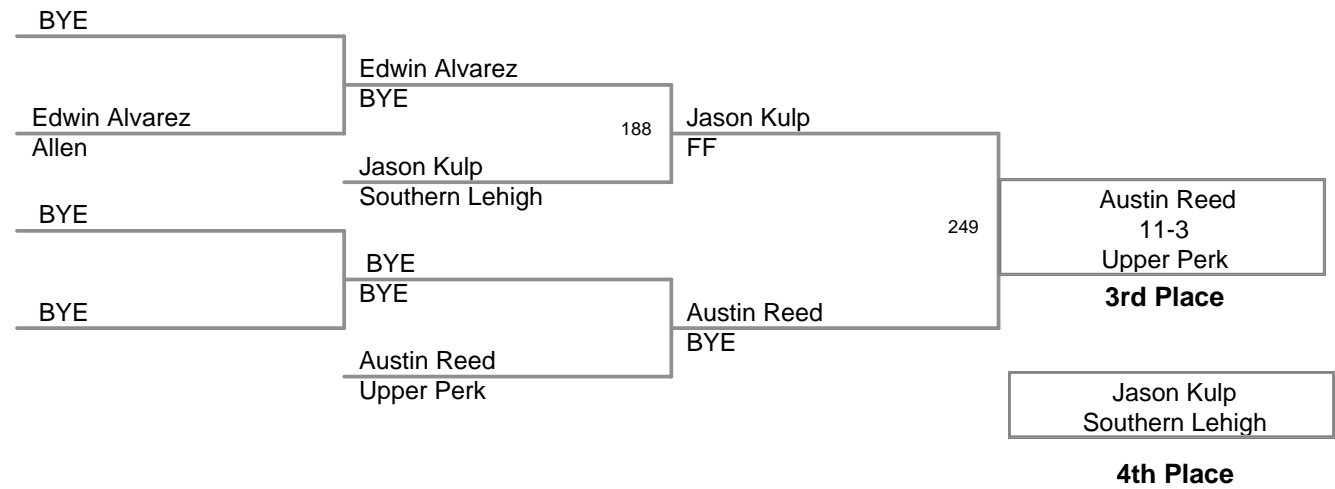 BYE
Edwin Alvarez
BYE
Edwin Alvarez
Allen
188
Jason Kulp
FF
Jason Kulp
Southern Lehigh
BYE
249
Austin Reed
11-3
Upper Perk
3rd Place
BYE
BYE
BYE
Austin Reed
BYE
Austin Reed
Upper Perk
Jason Kulp
Southern Lehigh
4th Place